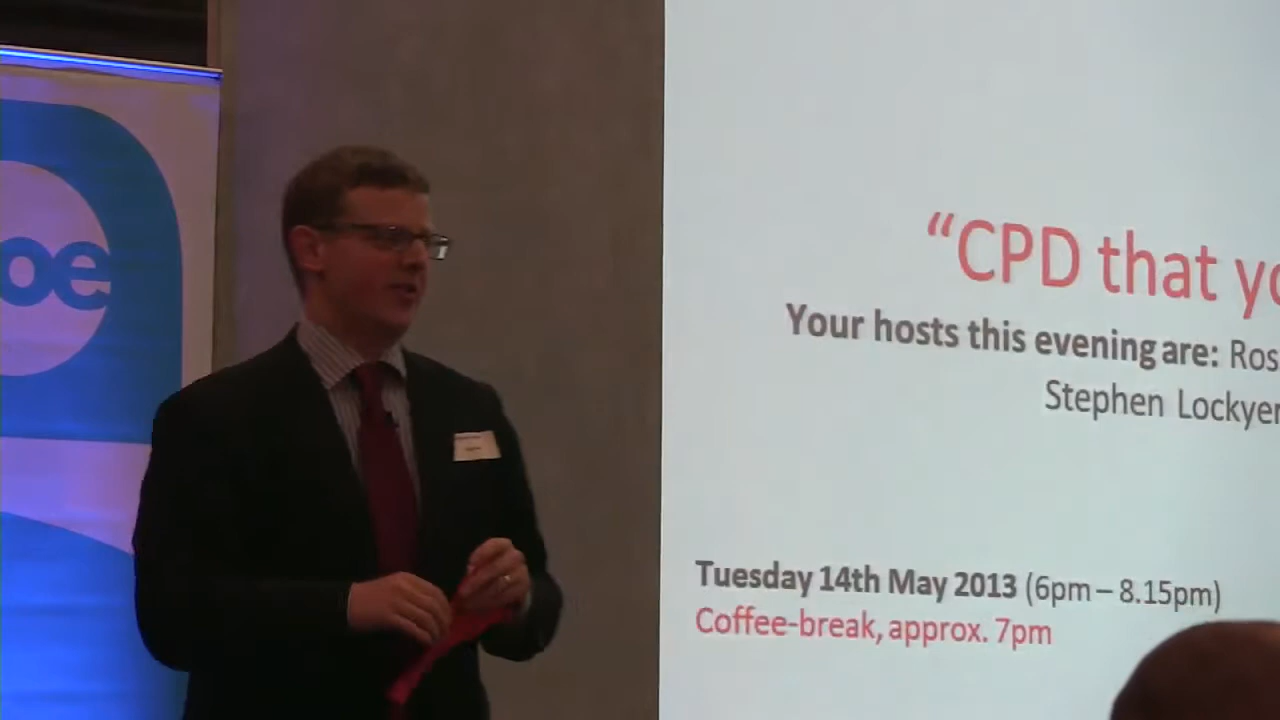 oe
“CPD that yo
Your hosts this evening are: Ros
Stephen Lockyer
Tuesday 14th May 2013 (6pm – 8.15pm)
Coffee-break, approx. 7pm